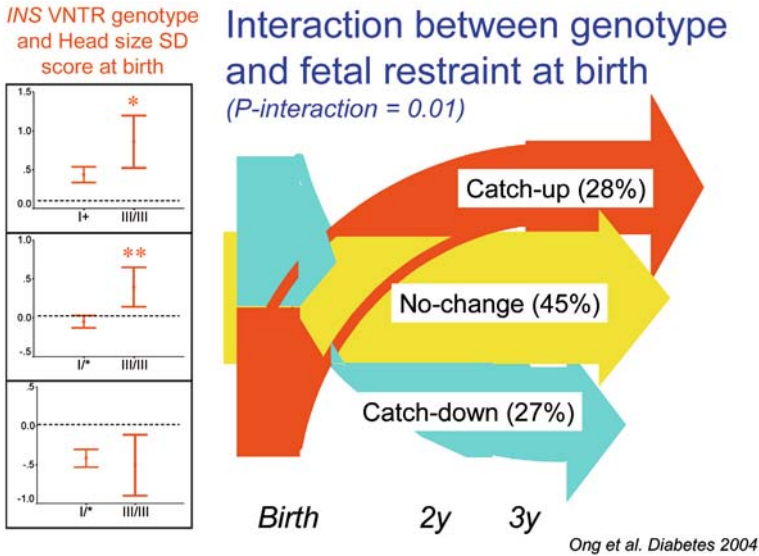 INS VNTR genotype
and Head size SD
score at birth
Interaction between genotype
and fetal restraint at birth
(P-interaction = 0.01)
1.5
*
1.0
.5
0.0
I+
III/III
1.0
**
.5
0.0
-.5
I/*
III/III
.5
0.0
-.5
-1.0
I/*
III/III
Catch-up (28%)
No-change (45%)
Catch-down (27%)
Birth
2y
3y
Ong et al. Diabetes 2004